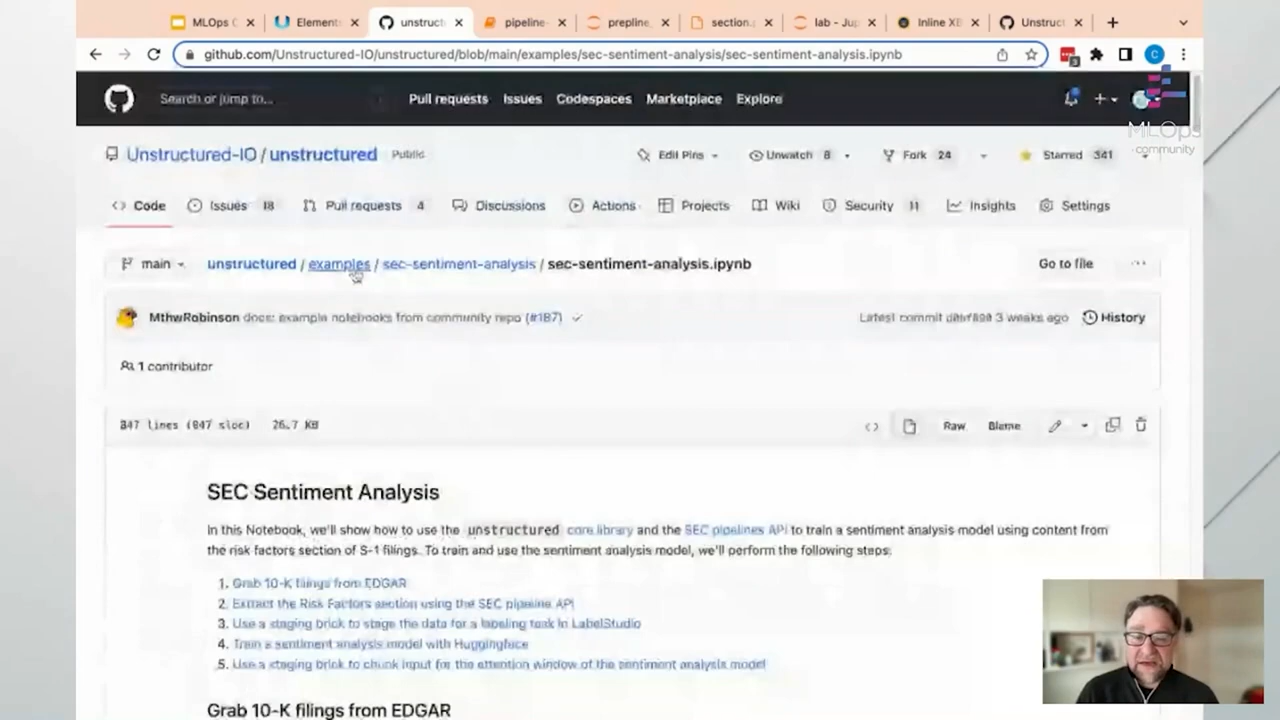 MLOps C
Element
unstruct
pipeline-
prepline_
section.
lab - Jup
Inline XB
Unstruct
github.com/Unstructured-IO/unstructured/blob/main/examples/sec-sentiment-analysis/sec-sentiment-analysis.ipynb
Search or jump to...
Pull requests Issues Codespaces Marketplace Explore
MLOps
community
Unstructured-IO / unstructured Public
Edit Pins Unwatch 8 Fork 24 Starred 341
Code Issues 18 Pull requests 4 Discussions Actions Projects Wiki Security 11 Insights Settings
main unstructured / examples / sec-sentiment-analysis / sec-sentiment-analysis.ipynb Go to file ...
MthwRobinson docs: example notebooks from community repo (#187) Latest commit 3 weeks ago History
1 contributor
847 lines (847 sloc) 26.7 KB Raw Blame
SEC Sentiment Analysis
In this Notebook, we'll show how to use the unstructured core library and the SEC pipelines API to train a sentiment analysis model using content from
the risk factors section of S-1 filings. To train and use the sentiment analysis model, we'll perform the following steps:
1. Grab 10-K filings from EDGAR
2. Extract the Risk Factors section using the SEC pipeline API
3. Use a staging brick to stage the data for a labeling task in LabelStudio
4. Train a sentiment analysis model with Huggingface
5. Use a staging brick to chunk input for the attention window of the sentiment analysis model
Grab 10-K filings from EDGAR